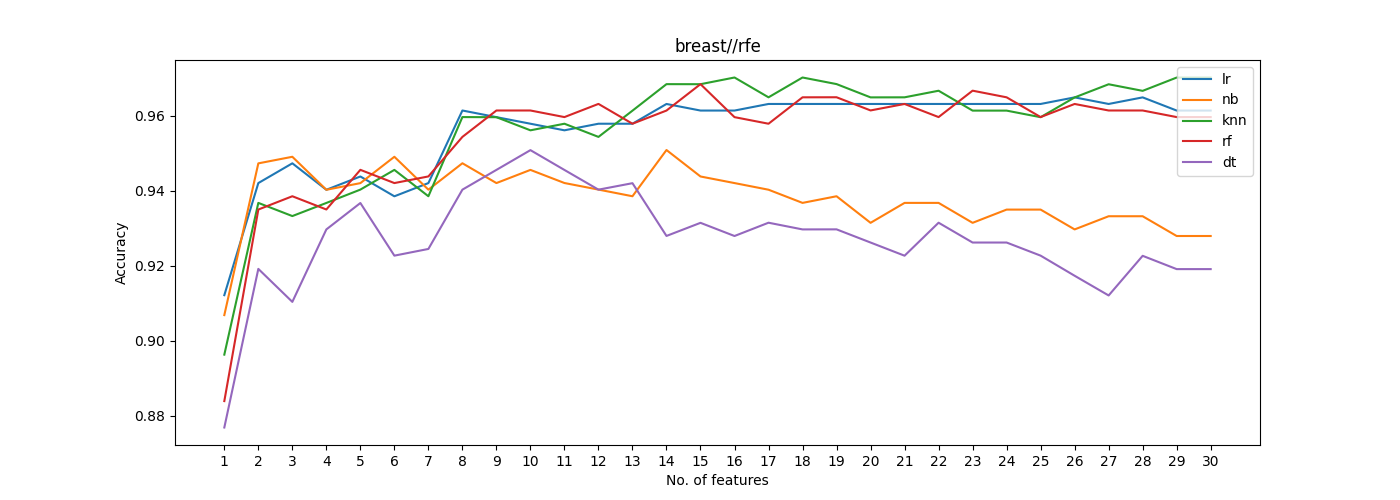 breast//rfe
Accuracy
0.96
0.94
0.92
0.90
0.88
lr
nb
knn
rf
dt
1 2 3 4 5 6 7 8 9 10 11 12 13 14 15 16 17 18 19 20 21 22 23 24 25 26 27 28 29 30
No. of features